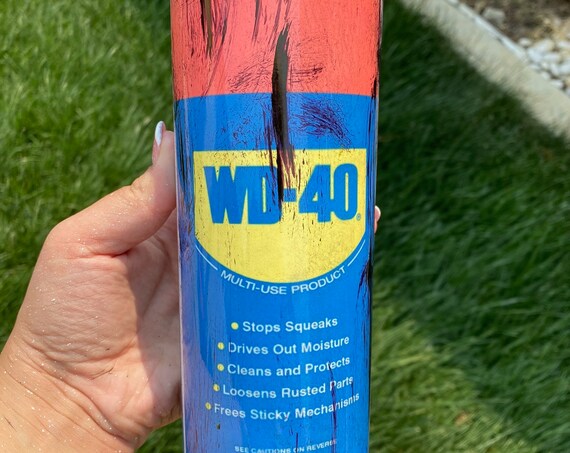 WD-40®
MULTI-USE PRODUCT
• Stops Squeaks
• Drives Out Moisture
• Cleans and Protects
• Loosens Rusted Parts
• Frees Sticky Mechanisms
SEE CAUTIONS ON REVERSE